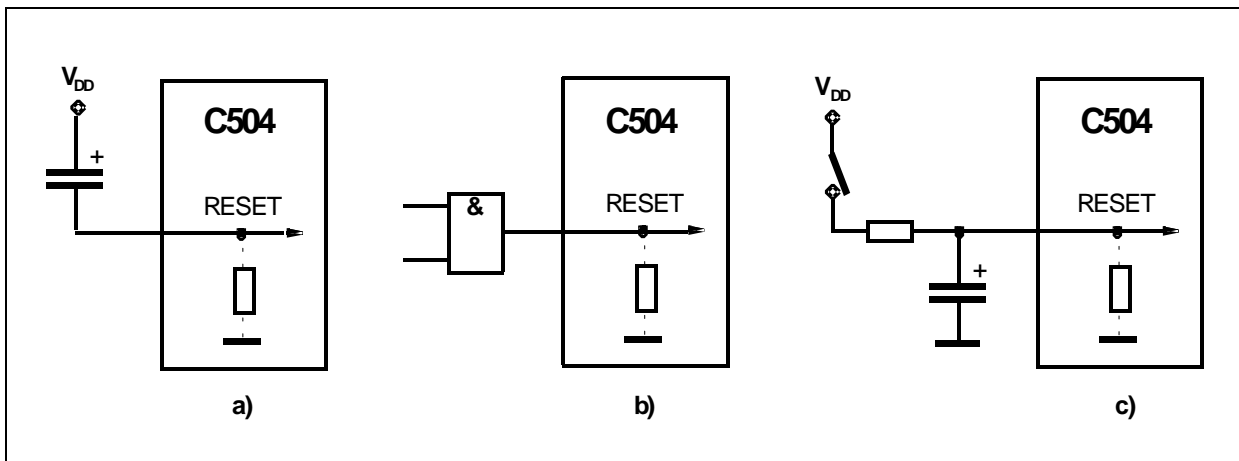 V_DD
C504
+
RESET
a)
C504
&
RESET
b)
V_DD
C504
RESET
+
c)